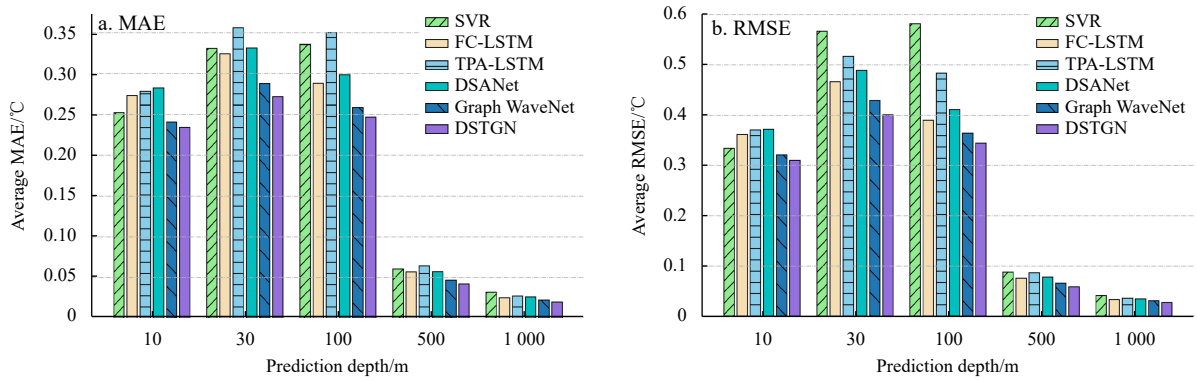 a. MAE
SVR
FC-LSTM
TPA-LSTM
DSANet
Graph WaveNet
DSTGN
0.35
0.30
0.25
0.20
0.15
0.10
0.05
0
Average MAE/℃
10 30 100 500 1 000
Prediction depth/m
b. RMSE
SVR
FC-LSTM
TPA-LSTM
DSANet
Graph WaveNet
DSTGN
0.6
0.5
0.4
0.3
0.2
0.1
0
Average RMSE/℃
10 30 100 500 1 000
Prediction depth/m